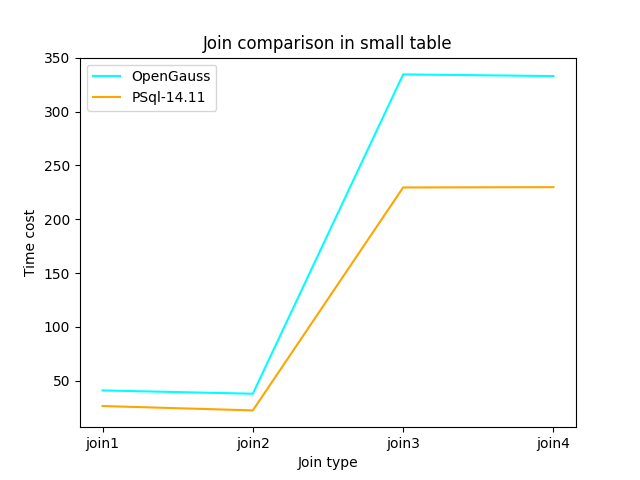 Join comparison in small table
OpenGauss
PSql-14.11
350
300
250
200
150
100
50
Time cost
join1 join2 join3 join4
Join type